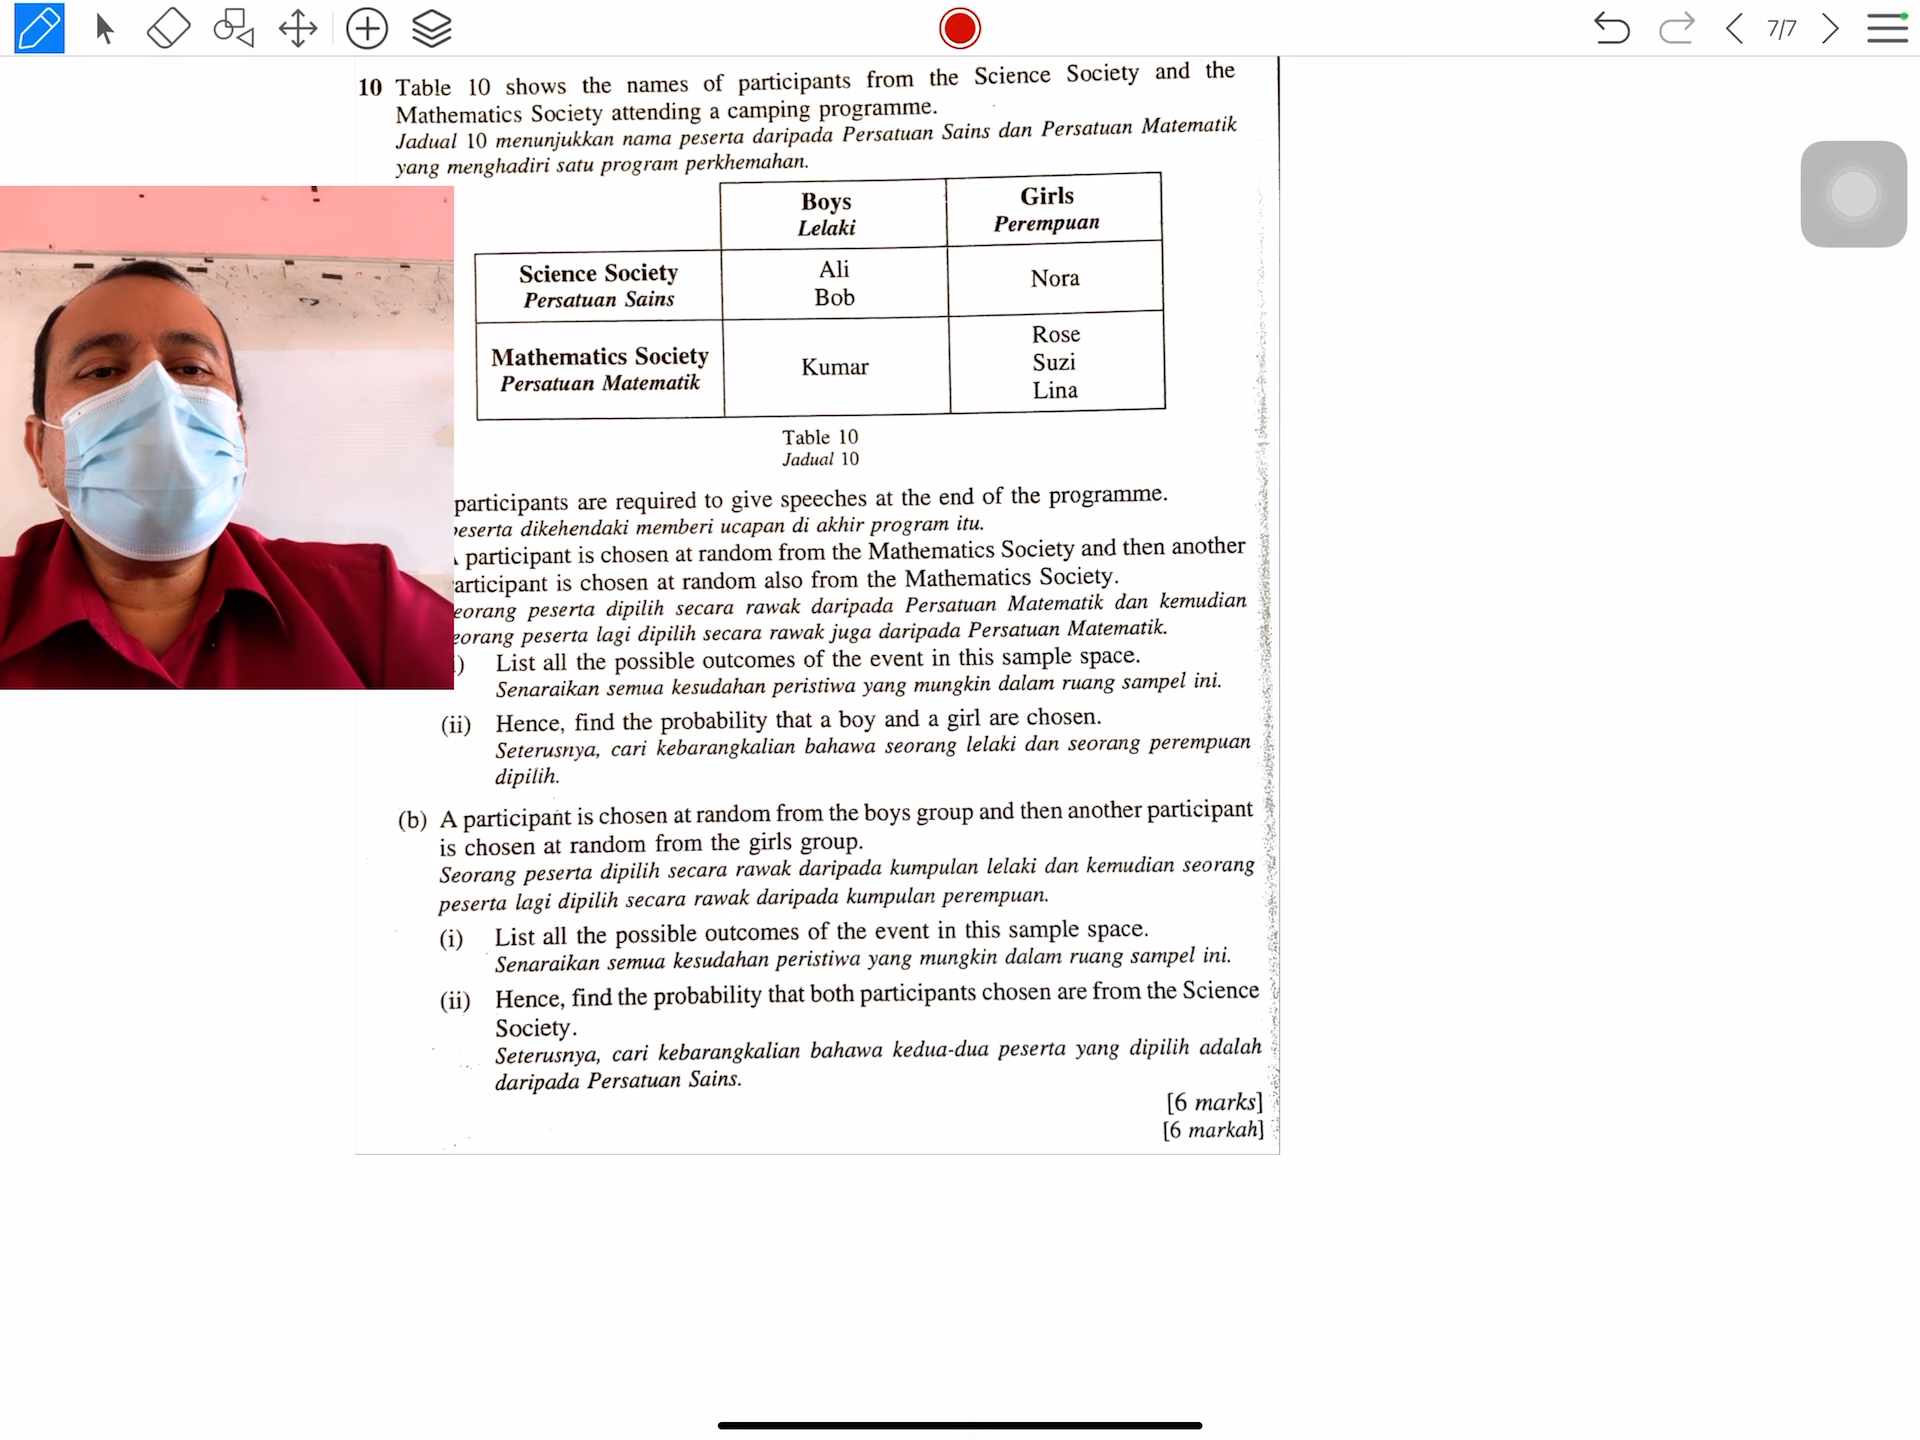 7/7
10 Table 10 shows the names of participants from the Science Society and the
Mathematics Society attending a camping programme.
Jadual 10 menunjukkan nama peserta daripada Persatuan Sains dan Persatuan Matematik
yang menghadiri satu program perkhemahan.
Boys Girls
Lelaki Perempuan
Science Society Ali Nora
Persatuan Sains Bob
Mathematics Society Kumar Rose
Persatuan Matematik Suzi
Lina
Table 10
Jadual 10
participants are required to give speeches at the end of the programme.
peserta dikehendaki memberi ucapan di akhir program itu.
participant is chosen at random from the Mathematics Society and then another
articipant is chosen at random also from the Mathematics Society.
eorang peserta dipilih secara rawak daripada Persatuan Matematik dan kemudian
eorang peserta lagi dipilih secara rawak juga daripada Persatuan Matematik.
) List all the possible outcomes of the event in this sample space.
Senaraikan semua kesudahan peristiwa yang mungkin dalam ruang sampel ini.
(ii) Hence, find the probability that a boy and a girl are chosen.
Seterusnya, cari kebarangkalian bahawa seorang lelaki dan seorang perempuan
dipilih.
(b) A participant is chosen at random from the boys group and then another participant
is chosen at random from the girls group.
Seorang peserta dipilih secara rawak daripada kumpulan lelaki dan kemudian seorang
peserta lagi dipilih secara rawak daripada kumpulan perempuan.
(i) List all the possible outcomes of the event in this sample space.
Senaraikan semua kesudahan peristiwa yang mungkin dalam ruang sampel ini.
(ii) Hence, find the probability that both participants chosen are from the Science
Society.
Seterusnya, cari kebarangkalian bahawa kedua-dua peserta yang dipilih adalah
daripada Persatuan Sains.
[6 marks]
[6 markah]